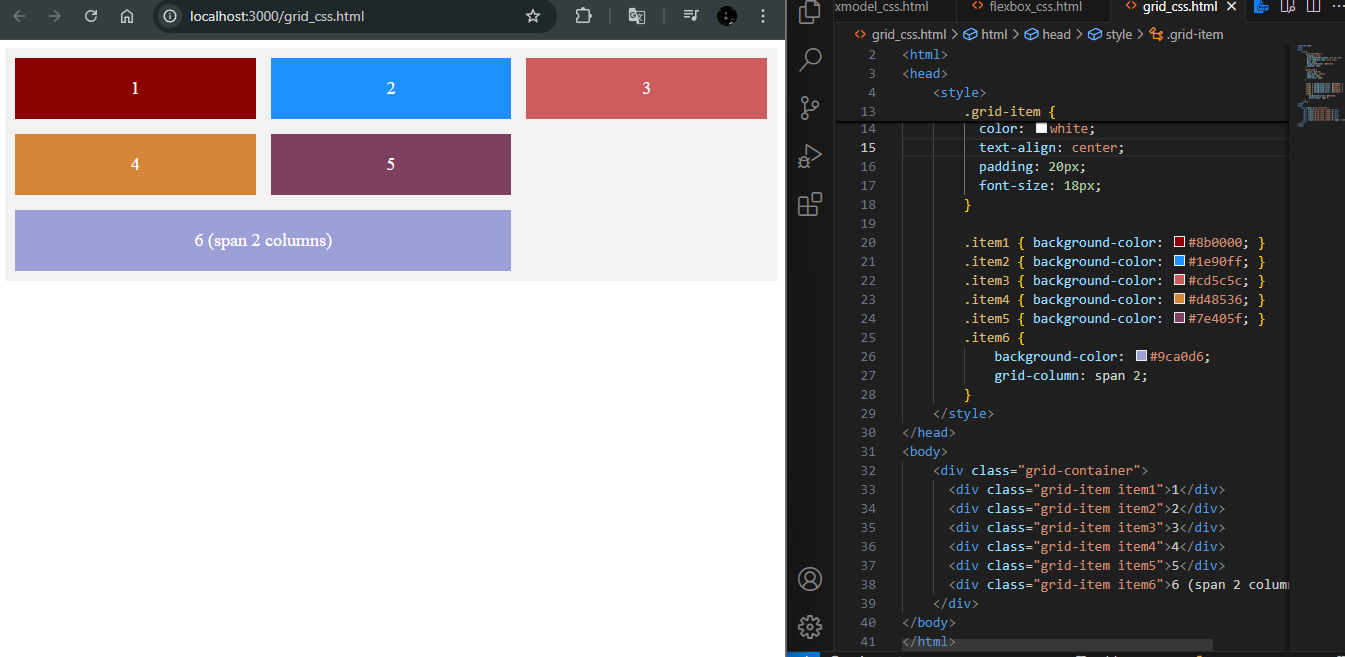 localhost:3000/grid_css.html
1
2
3
4
5
6 (span 2 columns)
xmodel_css.html
flexbox_css.html
grid_css.html
grid_css.html > html > head > style > .grid-item
2 <html>
3 <head>
4 <style>
13 .grid-item {
14 color: white;
15 text-align: center;
16 padding: 20px;
17 font-size: 18px;
18 }
19
20 .item1 { background-color: #8b0000; }
21 .item2 { background-color: #1e90ff; }
22 .item3 { background-color: #cd5c5c; }
23 .item4 { background-color: #d48536; }
24 .item5 { background-color: #7e405f; }
25 .item6 {
26 background-color: #9ca0d6;
27 grid-column: span 2;
28 }
29 </style>
30 </head>
31 <body>
32 <div class="grid-container">
33 <div class="grid-item item1">1</div>
34 <div class="grid-item item2">2</div>
35 <div class="grid-item item3">3</div>
36 <div class="grid-item item4">4</div>
37 <div class="grid-item item5">5</div>
38 <div class="grid-item item6">6 (span 2 colum
39 </div>
40 </body>
41 </html>